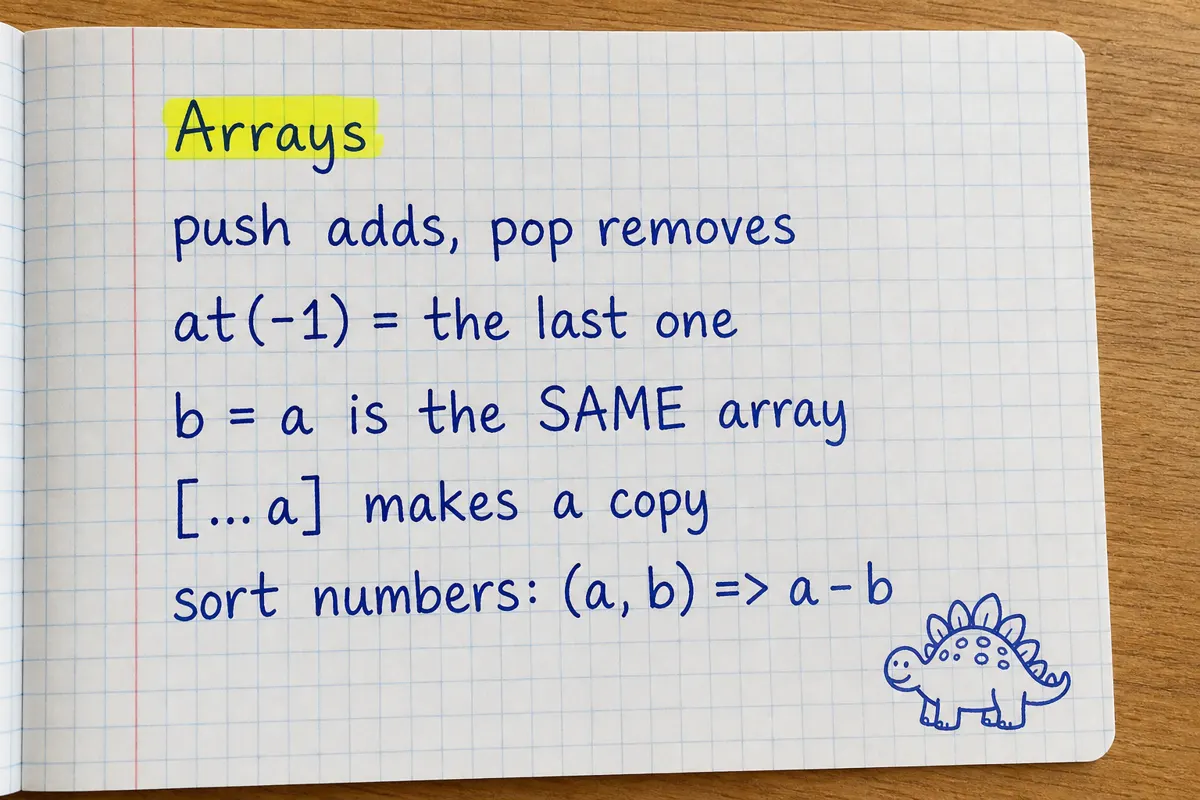 Arrays
push adds, pop removes
at(-1) = the last one
b = a is the SAME array
[...a] makes a copy
sort numbers: (a, b) => a - b